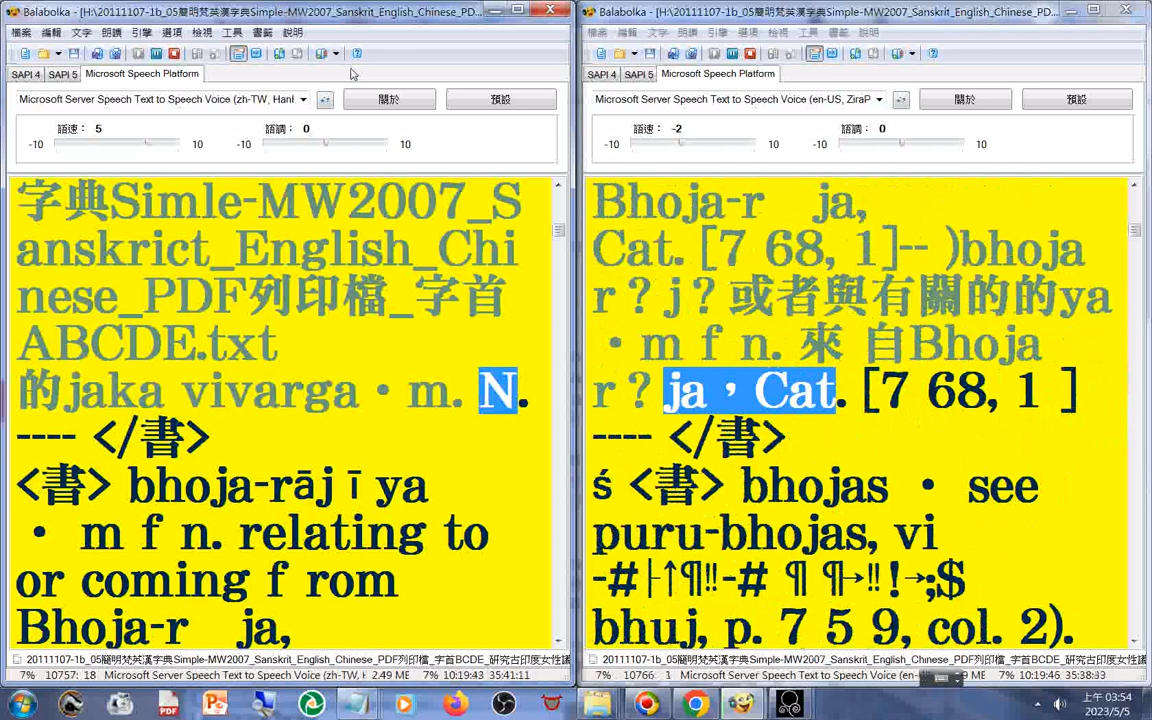 Balabolka - [H:\20111107-1b_05簡明梵英漢字典Simple-MW2007_Sanskrit_English_Chinese_PD...
檔案 編輯 文字 朗讀 引擎 選項 檢視 工具 書籤 說明
SAPI 4 SAPI 5 Microsoft Speech Platform
Microsoft Server Speech Text to Speech Voice (zh-TW, Hanl
關於
預設
語速: 5
語調: 0
-10 10 -10 10
字典Simle-MW2007_S
anskrict_English_Chi
nese_PDF列印檔_字首
ABCDE.txt
的jaka vivarga•m. N.
---- </書>
<書> bhoja-rājīya
• m f n. relating to
or coming f rom
Bhoja-r ja,
20111107-1b_05簡明梵英漢字典Simple-MW2007_Sanskrit_English_Chinese_PDF列印檔_字首BCDE_研究古印度女性議
7% 10757: 18 Microsoft Server Speech Text to Speech Voice (zh-TW, H 2.49 ME 7% 10:19:43 35:41:11
Balabolka - [H:\20111107-1b_05簡明梵英漢字典Simple-MW2007_Sanskrit_English_Chinese_PD...
檔案 編輯 文字 朗讀 引擎 選項 檢視 工具 書籤 說明
SAPI 4 SAPI 5 Microsoft Speech Platform
Microsoft Server Speech Text to Speech Voice (en-US, ZiraP
關於
預設
語速: -2
語調: 0
-10 10 -10 10
Bhoja-r ja,
Cat. [7 68, 1]-- )bhoja
r?j?或者與有關的的ya
•m f n. 來 自Bhoja
r?ja,Cat. [7 68, 1 ]
---- </書>
ś <書> bhojas • see
puru-bhojas, vi
-#├↑¶‼-# ¶ ¶→‼!→;$
bhuj, p. 7 5 9, col. 2).
20111107-1b_05簡明梵英漢字典Simple-MW2007_Sanskrit_English_Chinese_PDF列印檔_字首BCDE_研究古印度女性議
7% 10766: 1 Microsoft Server Speech Text to Speech Voice (en-US, 7% 10:19:46 35:38:33
上午 03:54
2023/5/5